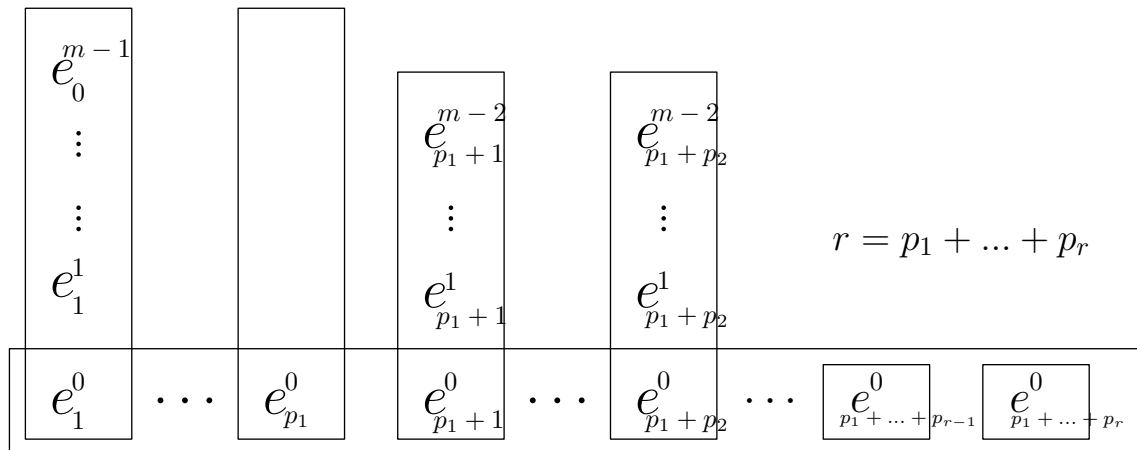 e_0^{m-1}
e_{p_1+1}^{m-2} e_{p_1+p_2}^{m-2}
⋮ ⋮ ⋮ ⋮
r = p_1 + ... + p_r
e_1^1 e_{p_1+1}^1 e_{p_1+p_2}^1
e_1^0 ⋯ e_{p_1}^0 e_{p_1+1}^0 ⋯ e_{p_1+p_2}^0 ⋯ e_{p_1+...+p_{r-1}}^0 e_{p_1+...+p_r}^0